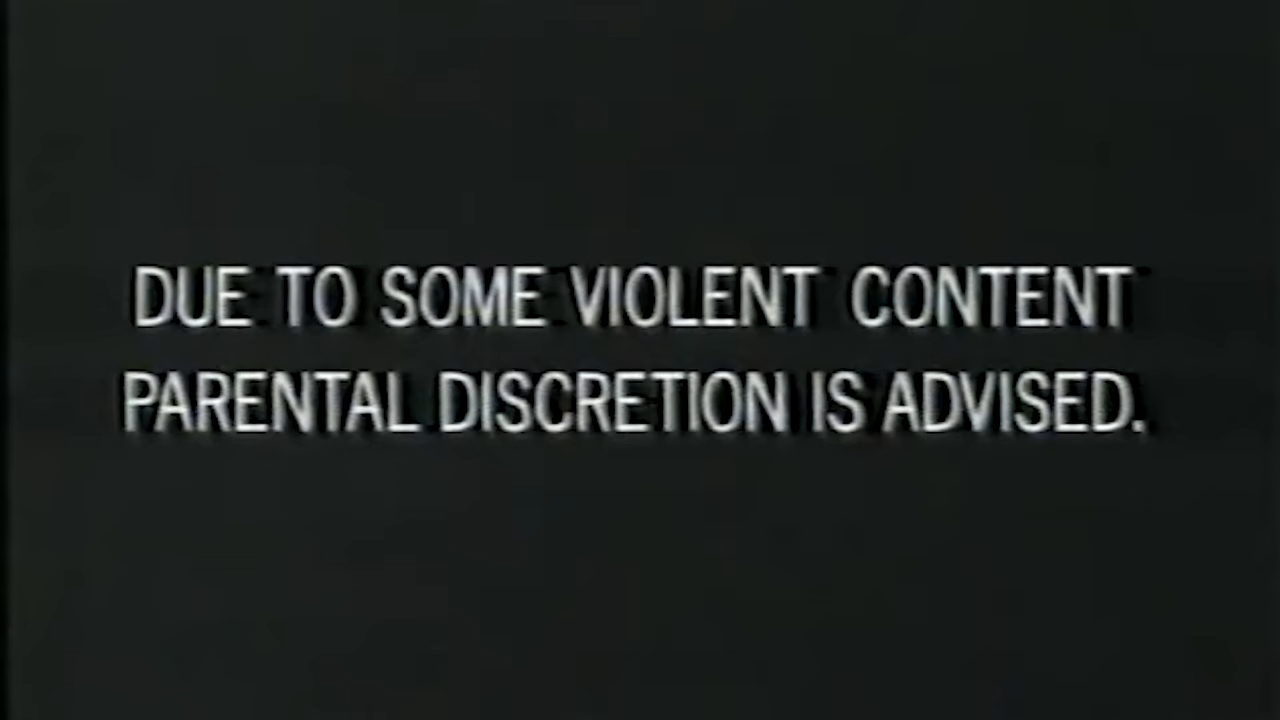 DUE TO SOME VIOLENT CONTENT
PARENTAL DISCRETION IS ADVISED.